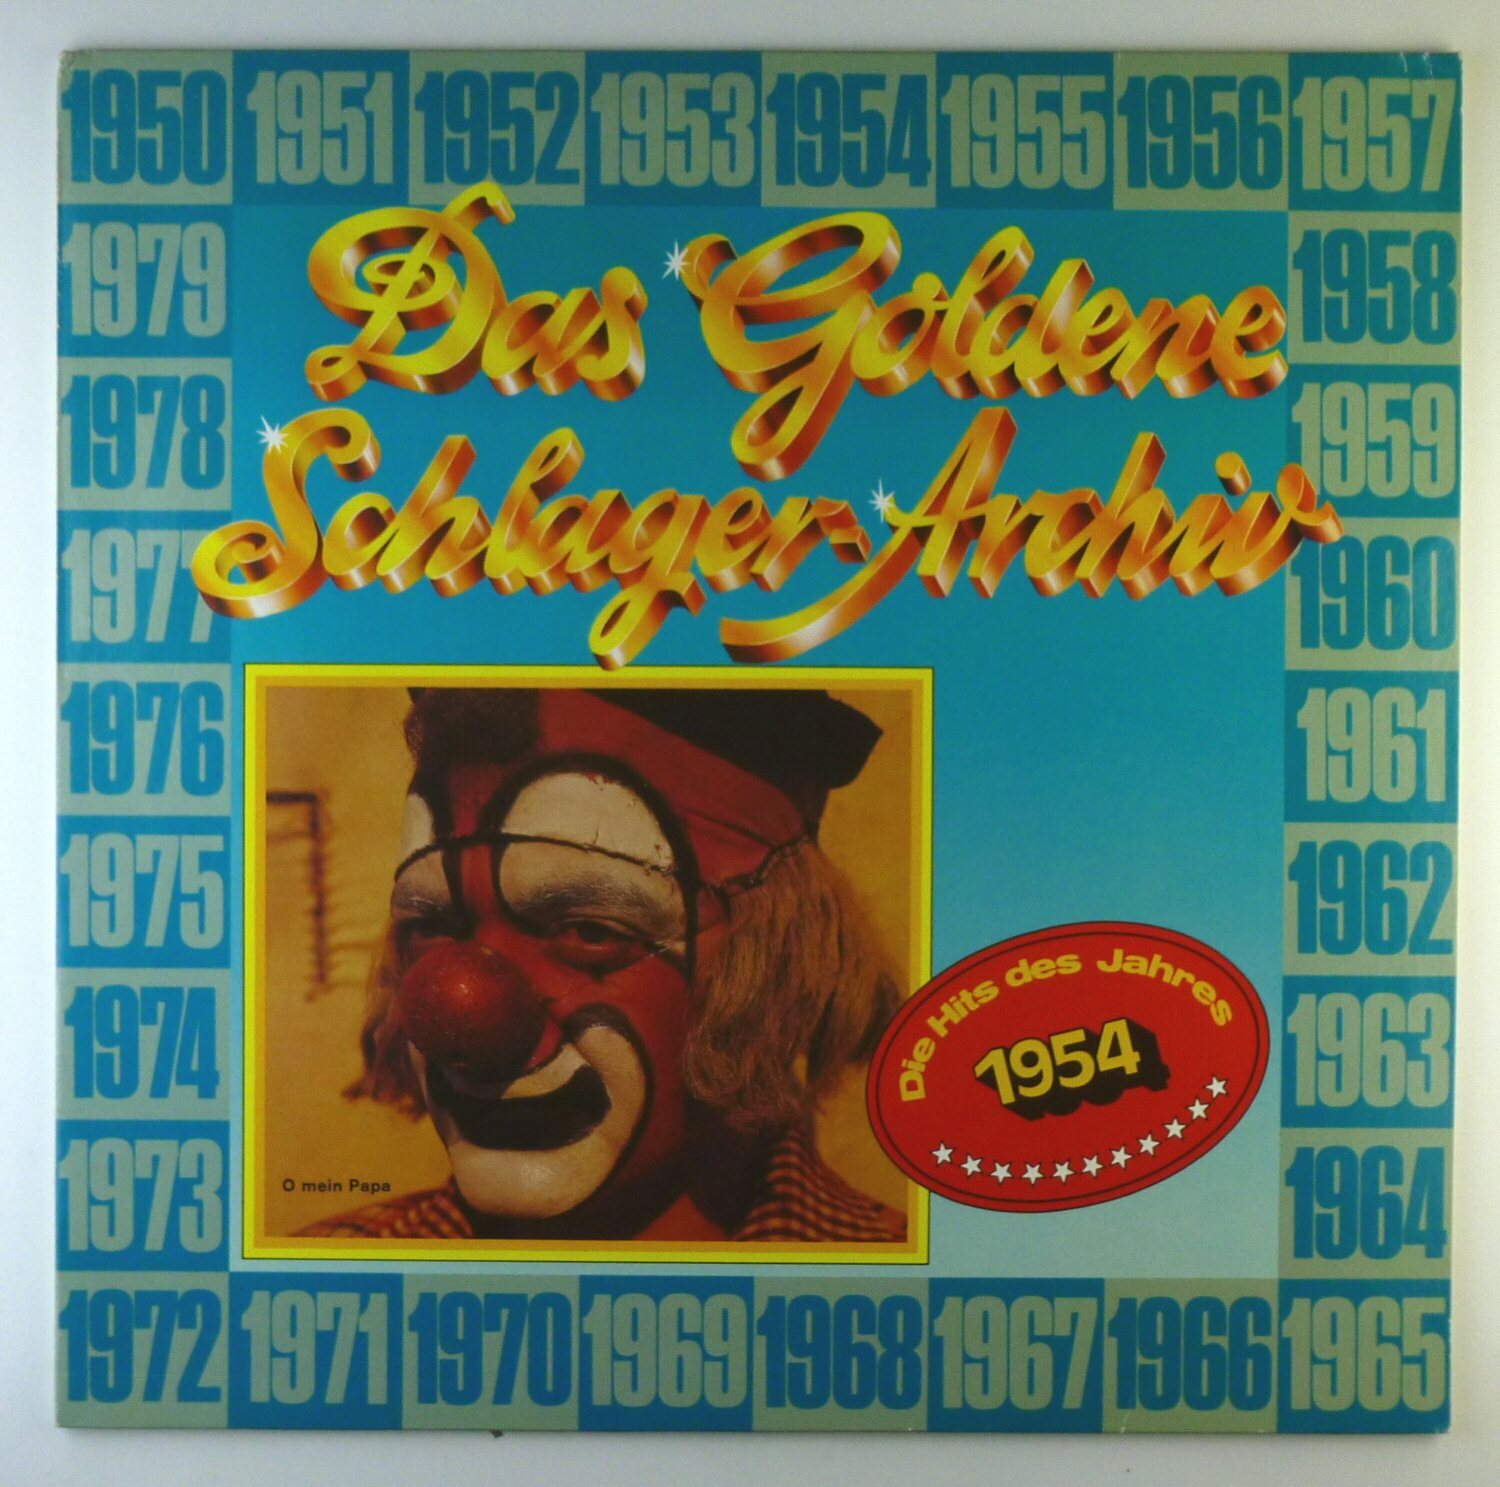 1950 1951 1952 1953 1954 1955 1956 1957
1979
1958
1978
1959
1977
1960
1976
1961
1975
1962
1974
1963
1973
1964
1972 1971 1970 1969 1968 1967 1966 1965
Das Goldene
Schlager-Archiv
O mein Papa
Die Hits des Jahres
1954